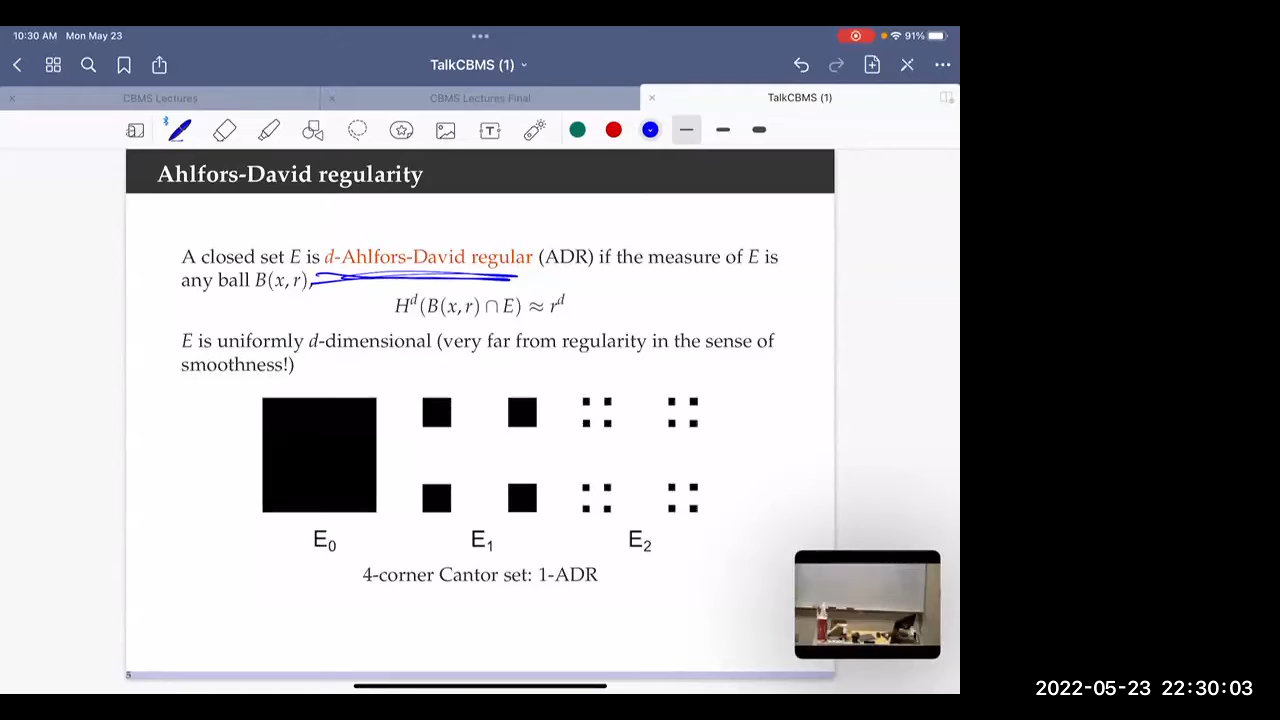 10:30 AM Mon May 23
91%
TalkCBMS (1)
CBMS Lectures
CBMS Lectures Final
TalkCBMS (1)
T
Ahlfors-David regularity
A closed set E is d-Ahlfors-David regular (ADR) if the measure of E is
any ball B(x, r),
H^d(B(x, r) ∩ E) ≈ r^d
E is uniformly d-dimensional (very far from regularity in the sense of
smoothness!)
E₀ E₁ E₂
4-corner Cantor set: 1-ADR
5
2022-05-23 22:30:03